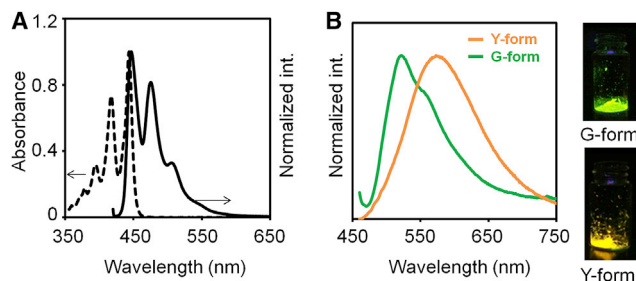 A
1.2
0.8
0.4
0
Absorbance
Normalized int.
350
450
550
650
Wavelength (nm)
B
Y-form
G-form
Normalized int.
450
550
650
750
Wavelength (nm)
G-form
Y-form